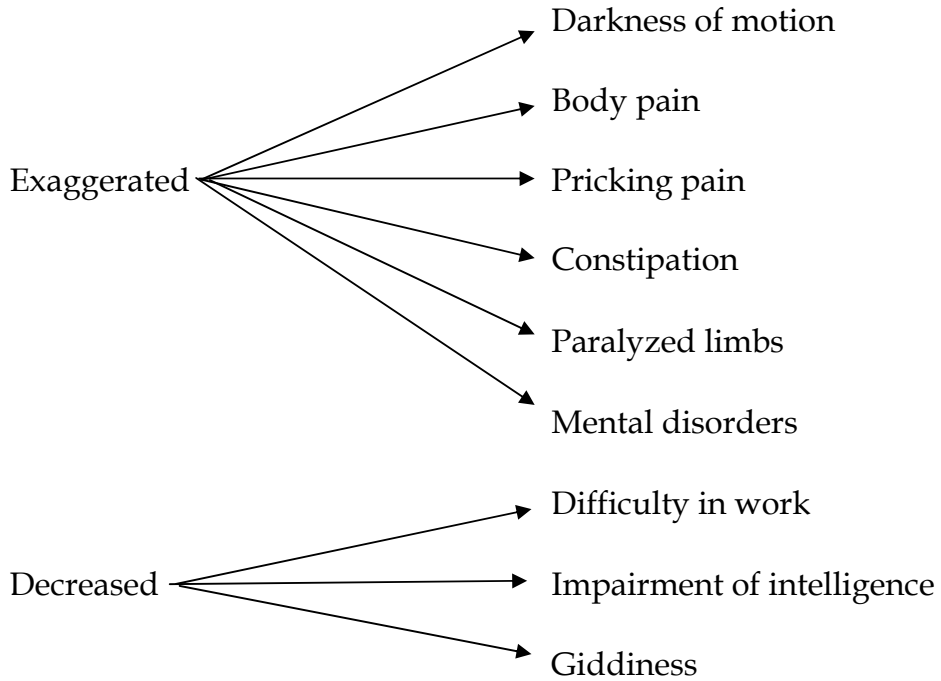 Darkness of motion
Body pain
Exaggerated
Pricking pain
Constipation
Paralyzed limbs
Mental disorders
Difficulty in work
Decreased
Impairment of intelligence
Giddiness